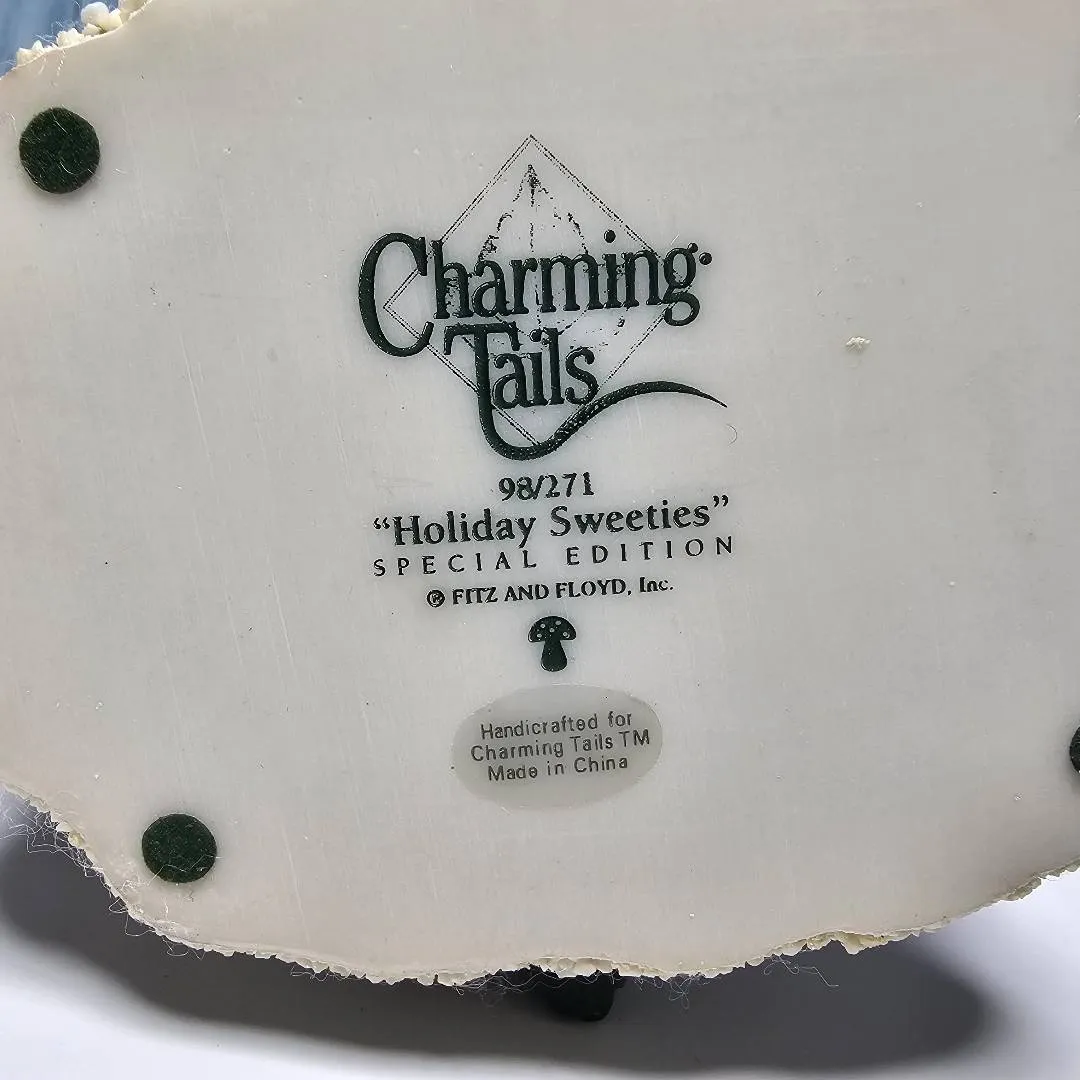 Charming
Tails
98/271
“Holiday Sweeties”
SPECIAL EDITION
© FITZ AND FLOYD, Inc.
Handicrafted for
Charming Tails TM
Made in China